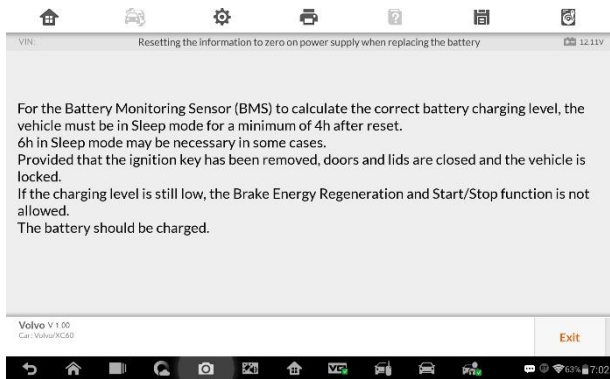 VIN: Resetting the information to zero on power supply when replacing the battery 12.11V
For the Battery Monitoring Sensor (BMS) to calculate the correct battery charging level, the
vehicle must be in Sleep mode for a minimum of 4h after reset.
6h in Sleep mode may be necessary in some cases.
Provided that the ignition key has been removed, doors and lids are closed and the vehicle is
locked.
If the charging level is still low, the Brake Energy Regeneration and Start/Stop function is not
allowed.
The battery should be charged.
Volvo V 1.00
Car: Volvo/XC60
Exit
63% 7:02